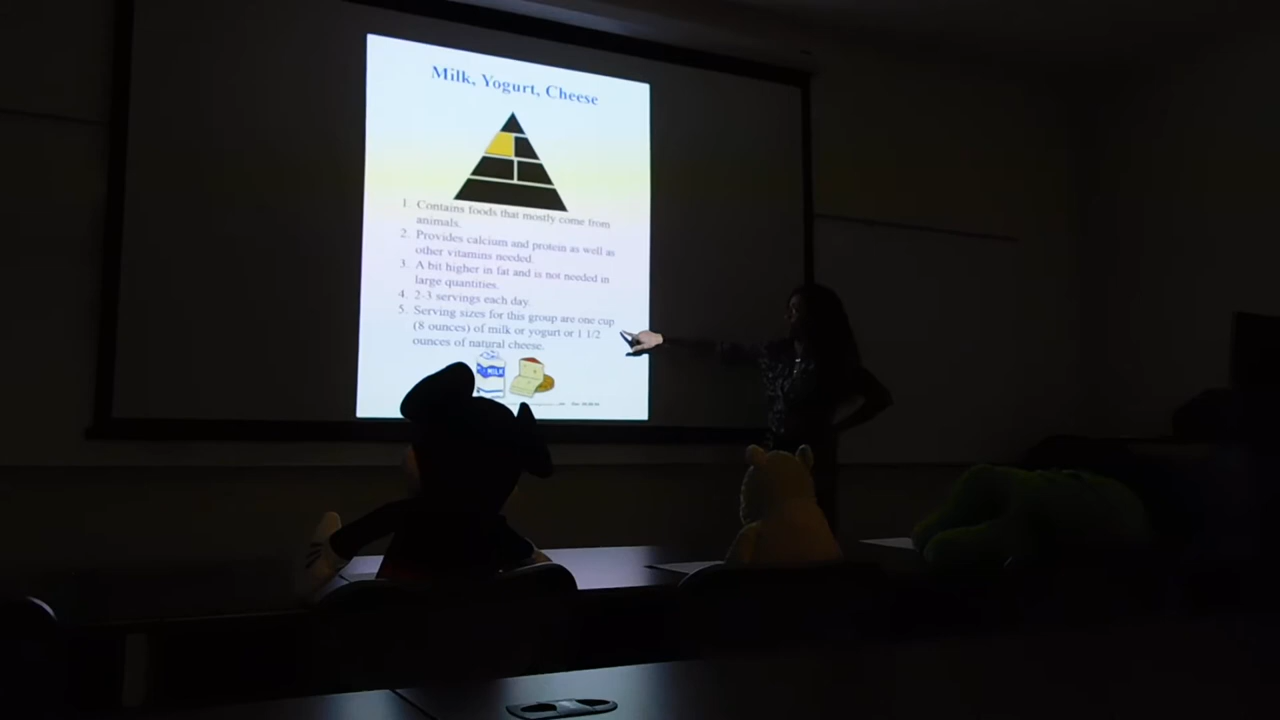 Milk, Yogurt, Cheese
1. Contains foods that mostly come from
animals.
2. Provides calcium and protein as well as
other vitamins needed.
3. A bit higher in fat and is not needed in
large quantities.
4. 2-3 servings each day.
5. Serving sizes for this group are one cup
(8 ounces) of milk or yogurt or 1 1/2
ounces of natural cheese.
MILK